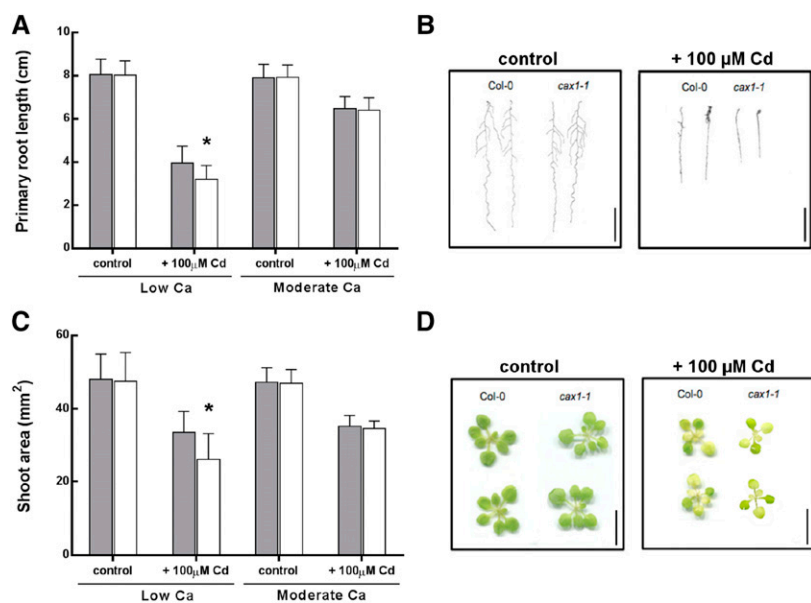 A
Primary root length (cm)
10
8
6
4
2
0
*
control
+ 100µM Cd
control
+ 100µM Cd
Low Ca
Moderate Ca
B
control
+ 100 µM Cd
Col-0
cax1-1
Col-0
cax1-1
C
Shoot area (mm²)
60
40
20
0
*
control
+ 100µM Cd
control
+ 100µM Cd
Low Ca
Moderate Ca
D
control
+ 100 µM Cd
Col-0
cax1-1
Col-0
cax1-1